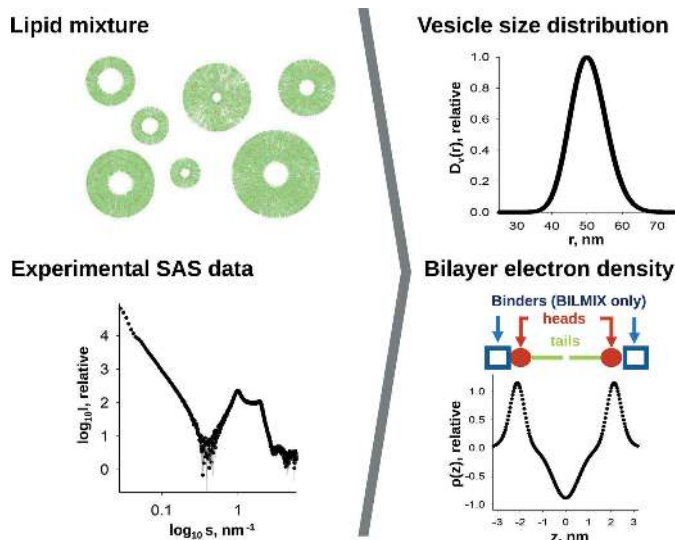 Lipid mixture
Vesicle size distribution
D_v(r), relative
1.0
0.8
0.6
0.4
0.2
0.0
30 40 50 60 70
r, nm
Experimental SAS data
log₁₀I, relative
4
3
2
1
0
0.1 1
log₁₀ s, nm⁻¹
Bilayer electron density
Binders (BILMIX only)
heads
tails
ρ(z), relative
1.0
0.5
0.0
-0.5
-1.0
-3 -2 -1 0 1 2 3
z, nm